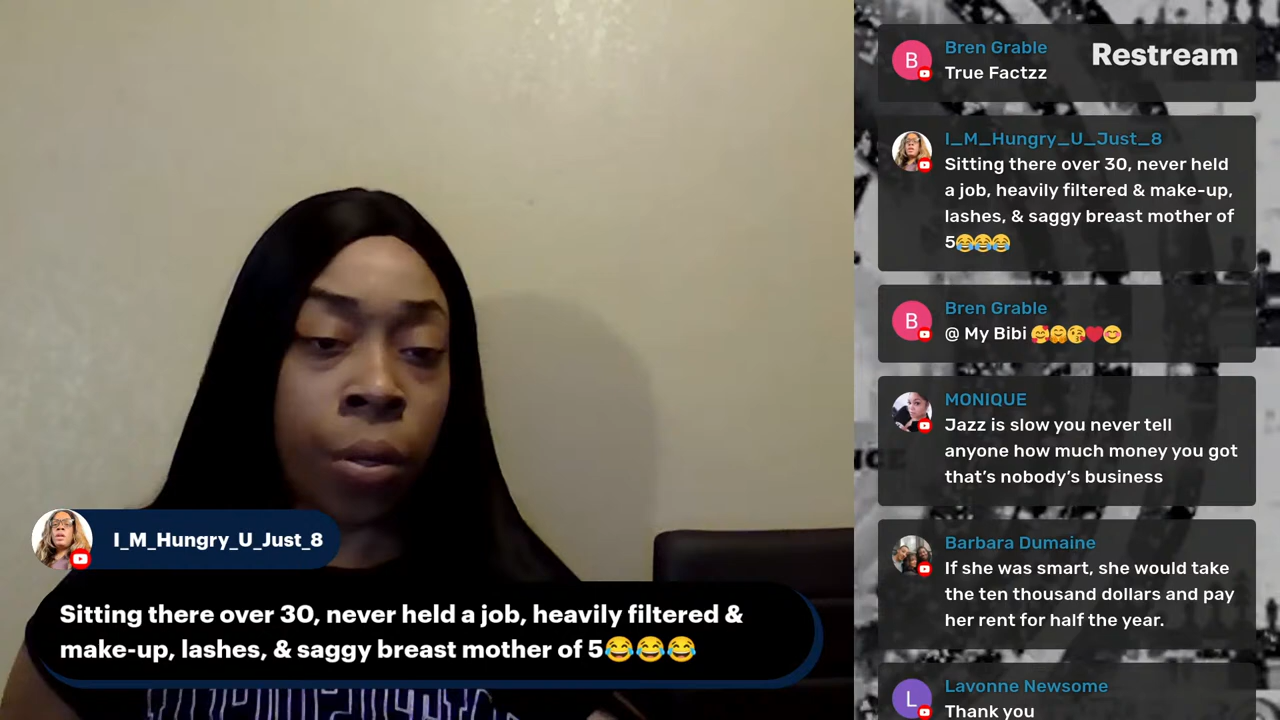 Bren Grable
Restream
B
True Factzz
I_M_Hungry_U_Just_8
Sitting there over 30, never held
a job, heavily filtered & make-up,
lashes, & saggy breast mother of
5😂😂😂
Bren Grable
B
@ My Bibi 🥰🤗😘❤️😊
MONIQUE
Jazz is slow you never tell
anyone how much money you got
that's nobody's business
Barbara Dumaine
If she was smart, she would take
the ten thousand dollars and pay
her rent for half the year.
Lavonne Newsome
L
Thank you
I_M_Hungry_U_Just_8
Sitting there over 30, never held a job, heavily filtered &
make-up, lashes, & saggy breast mother of 5😂😂😂